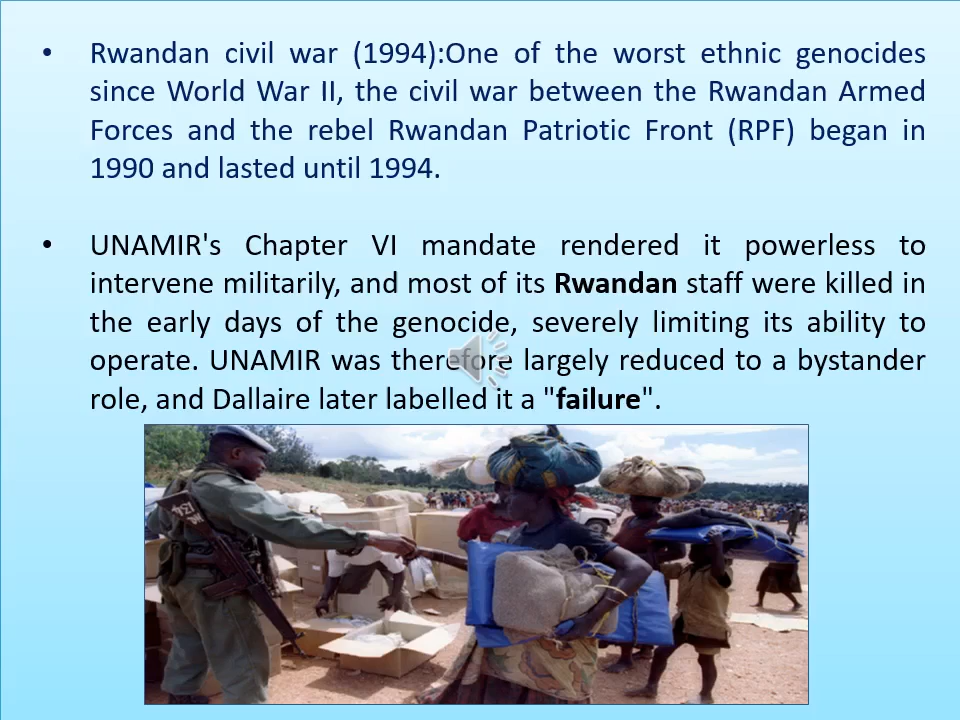 • Rwandan civil war (1994):One of the worst ethnic genocides
since World War II, the civil war between the Rwandan Armed
Forces and the rebel Rwandan Patriotic Front (RPF) began in
1990 and lasted until 1994.
• UNAMIR's Chapter VI mandate rendered it powerless to
intervene militarily, and most of its Rwandan staff were killed in
the early days of the genocide, severely limiting its ability to
operate. UNAMIR was therefore largely reduced to a bystander
role, and Dallaire later labelled it a "failure".